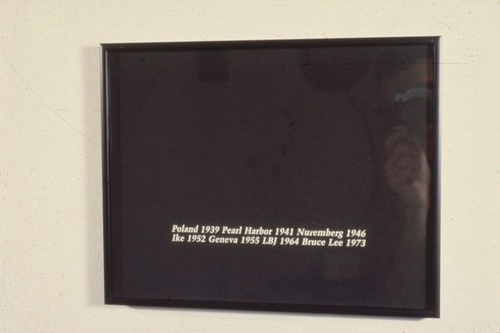 Poland 1939 Pearl Harbor 1941 Nuremberg 1946
Ike 1952 Geneva 1955 LBJ 1964 Bruce Lee 1973